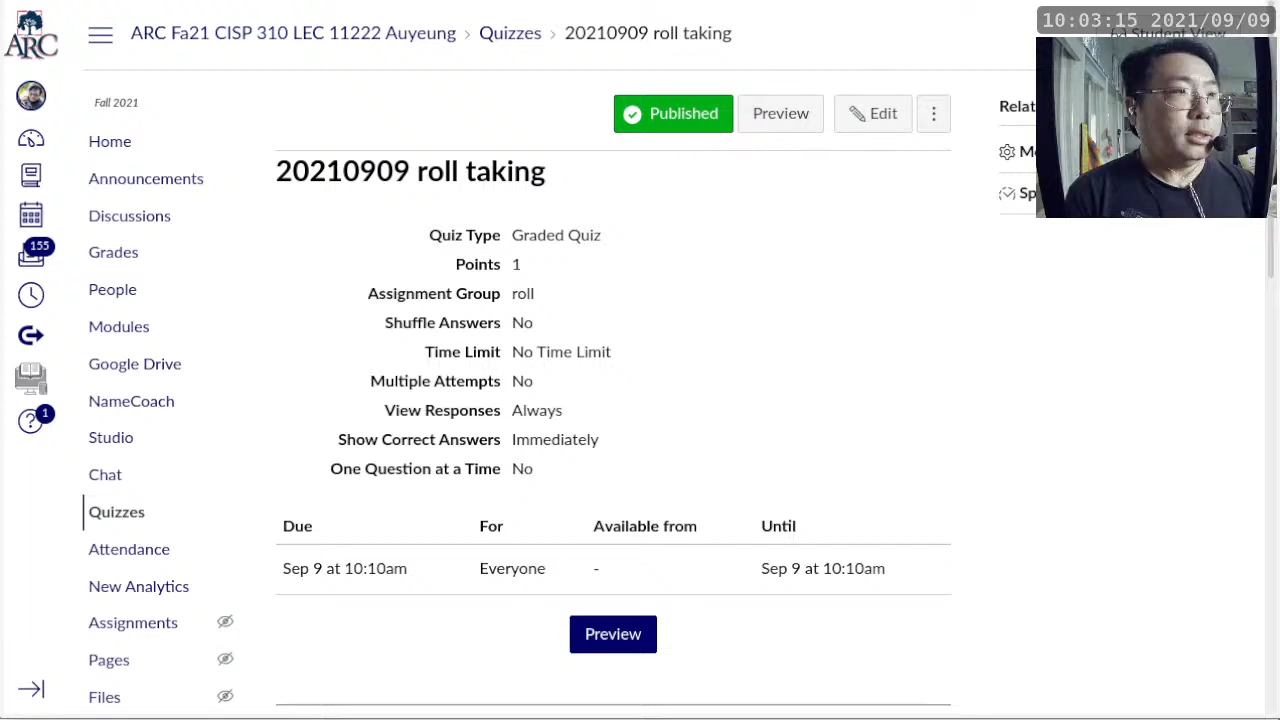 10:03:15 2021/09/09
ARC
ARC Fa21 CISP 310 LEC 11222 Auyeung › Quizzes › 20210909 roll taking
Student View
155
1
Fall 2021
Home
Announcements
Discussions
Grades
People
Modules
Google Drive
NameCoach
Studio
Chat
Quizzes
Attendance
New Analytics
Assignments
Pages
Files
Published
Preview
Edit
20210909 roll taking
Quiz Type Graded Quiz
Points 1
Assignment Group roll
Shuffle Answers No
Time Limit No Time Limit
Multiple Attempts No
View Responses Always
Show Correct Answers Immediately
One Question at a Time No
Due For Available from Until
Sep 9 at 10:10am Everyone - Sep 9 at 10:10am
Preview